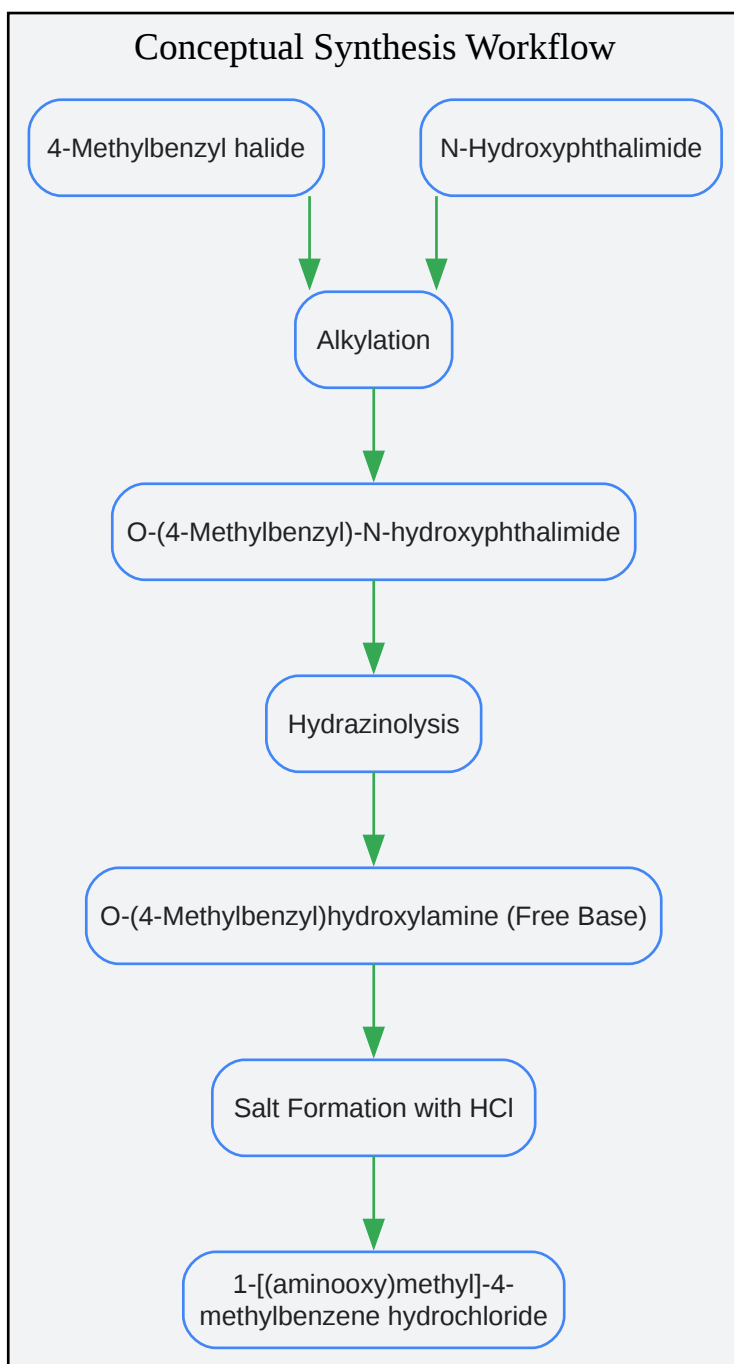 Conceptual Synthesis Workflow
4-Methylbenzyl halide
N-Hydroxyphthalimide
Alkylation
O-(4-Methylbenzyl)-N-hydroxyphthalimide
Hydrazinolysis
O-(4-Methylbenzyl)hydroxylamine (Free Base)
Salt Formation with HCl
1-[(aminooxy)methyl]-4-
methylbenzene hydrochloride